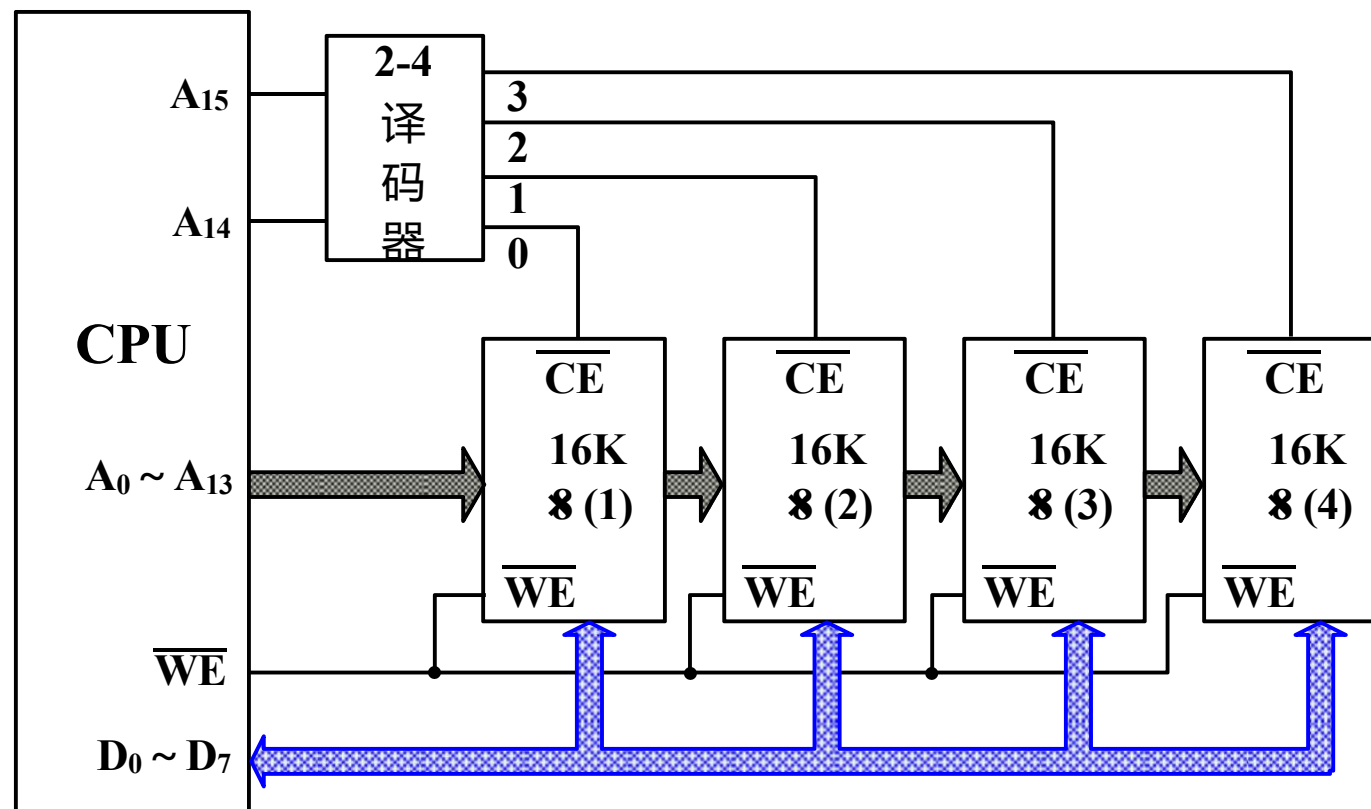 2-4
译
码
器
A15
A14
3
2
1
0
CPU
A0 ~ A13
WE
D0 ~ D7
CE
16K
×8 (1)
WE
CE
16K
×8 (2)
WE
CE
16K
×8 (3)
WE
CE
16K
×8 (4)
WE